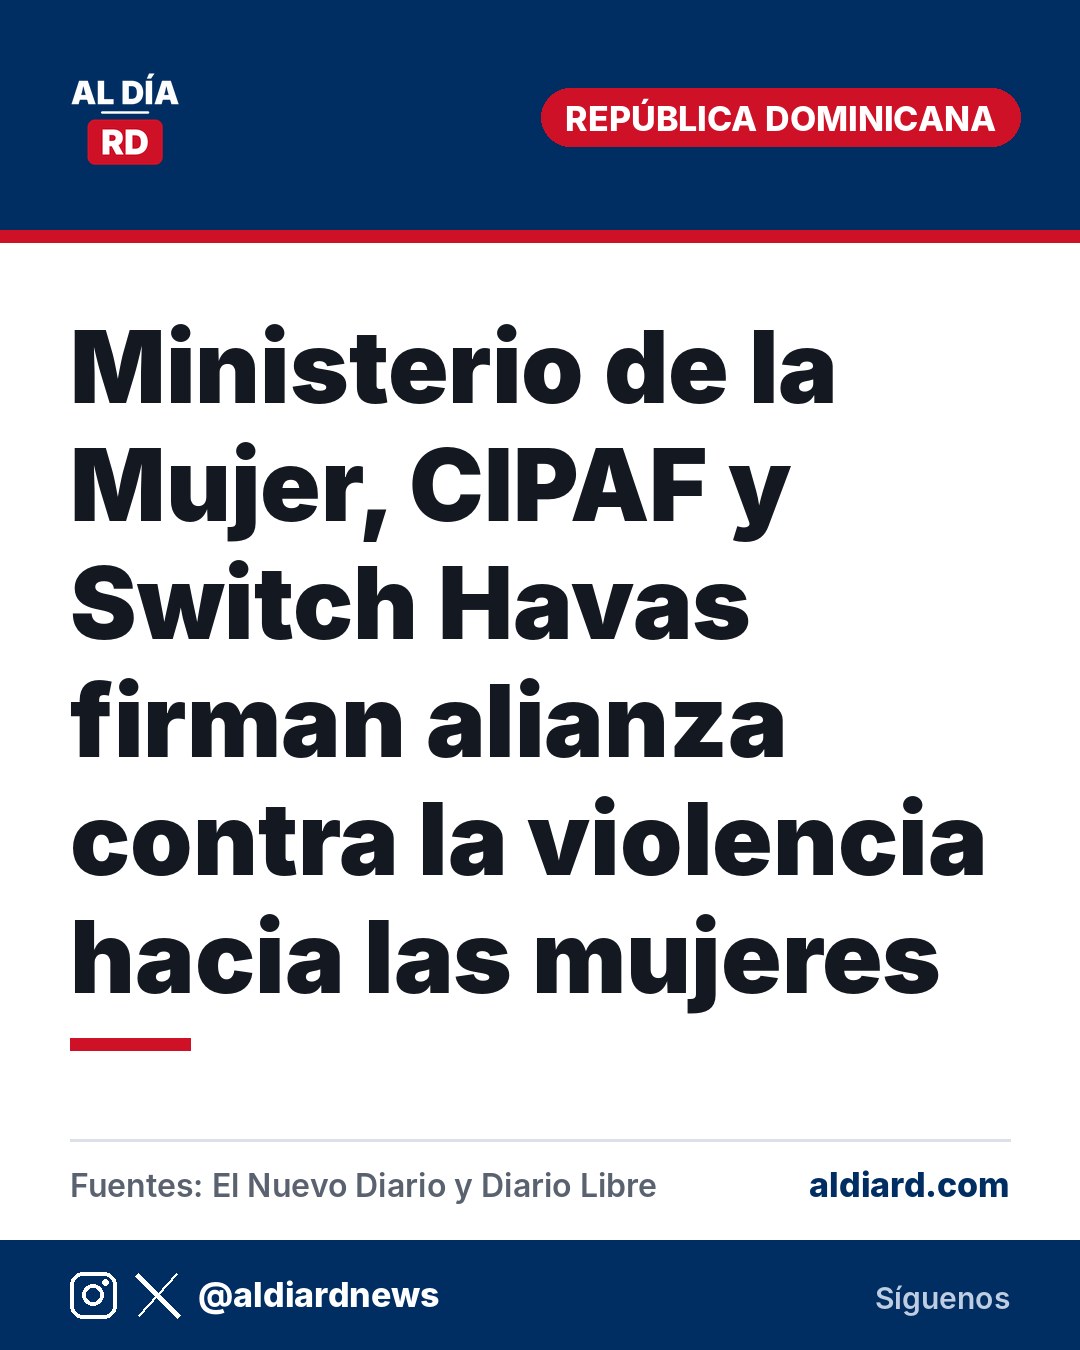 AL DÍA
RD
REPÚBLICA DOMINICANA
Ministerio de la
Mujer, CIPAF y
Switch Havas
firman alianza
contra la violencia
hacia las mujeres
Fuentes: El Nuevo Diario y Diario Libre
aldiard.com
@aldiardnews
Síguenos